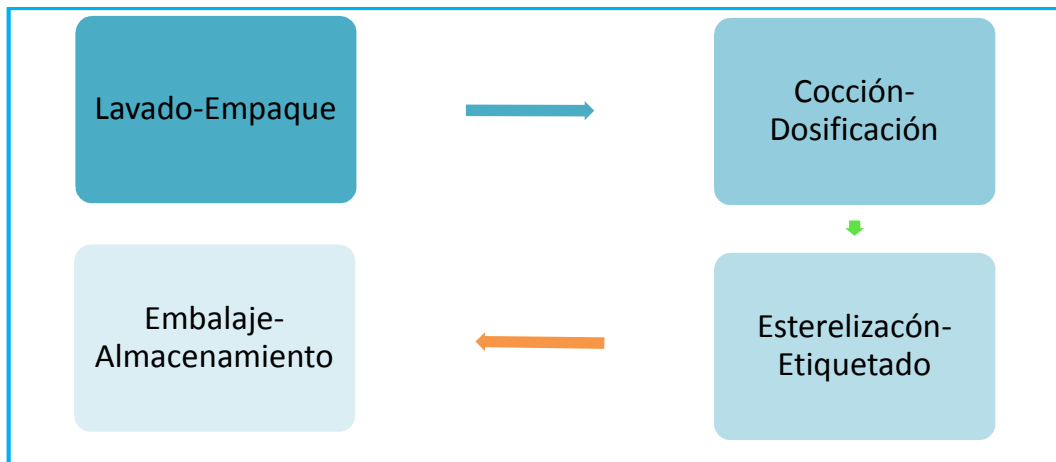 Lavado-Empaque
Cocción-
Dosificación
Esterelizacón-
Etiquetado
Embalaje-
Almacenamiento